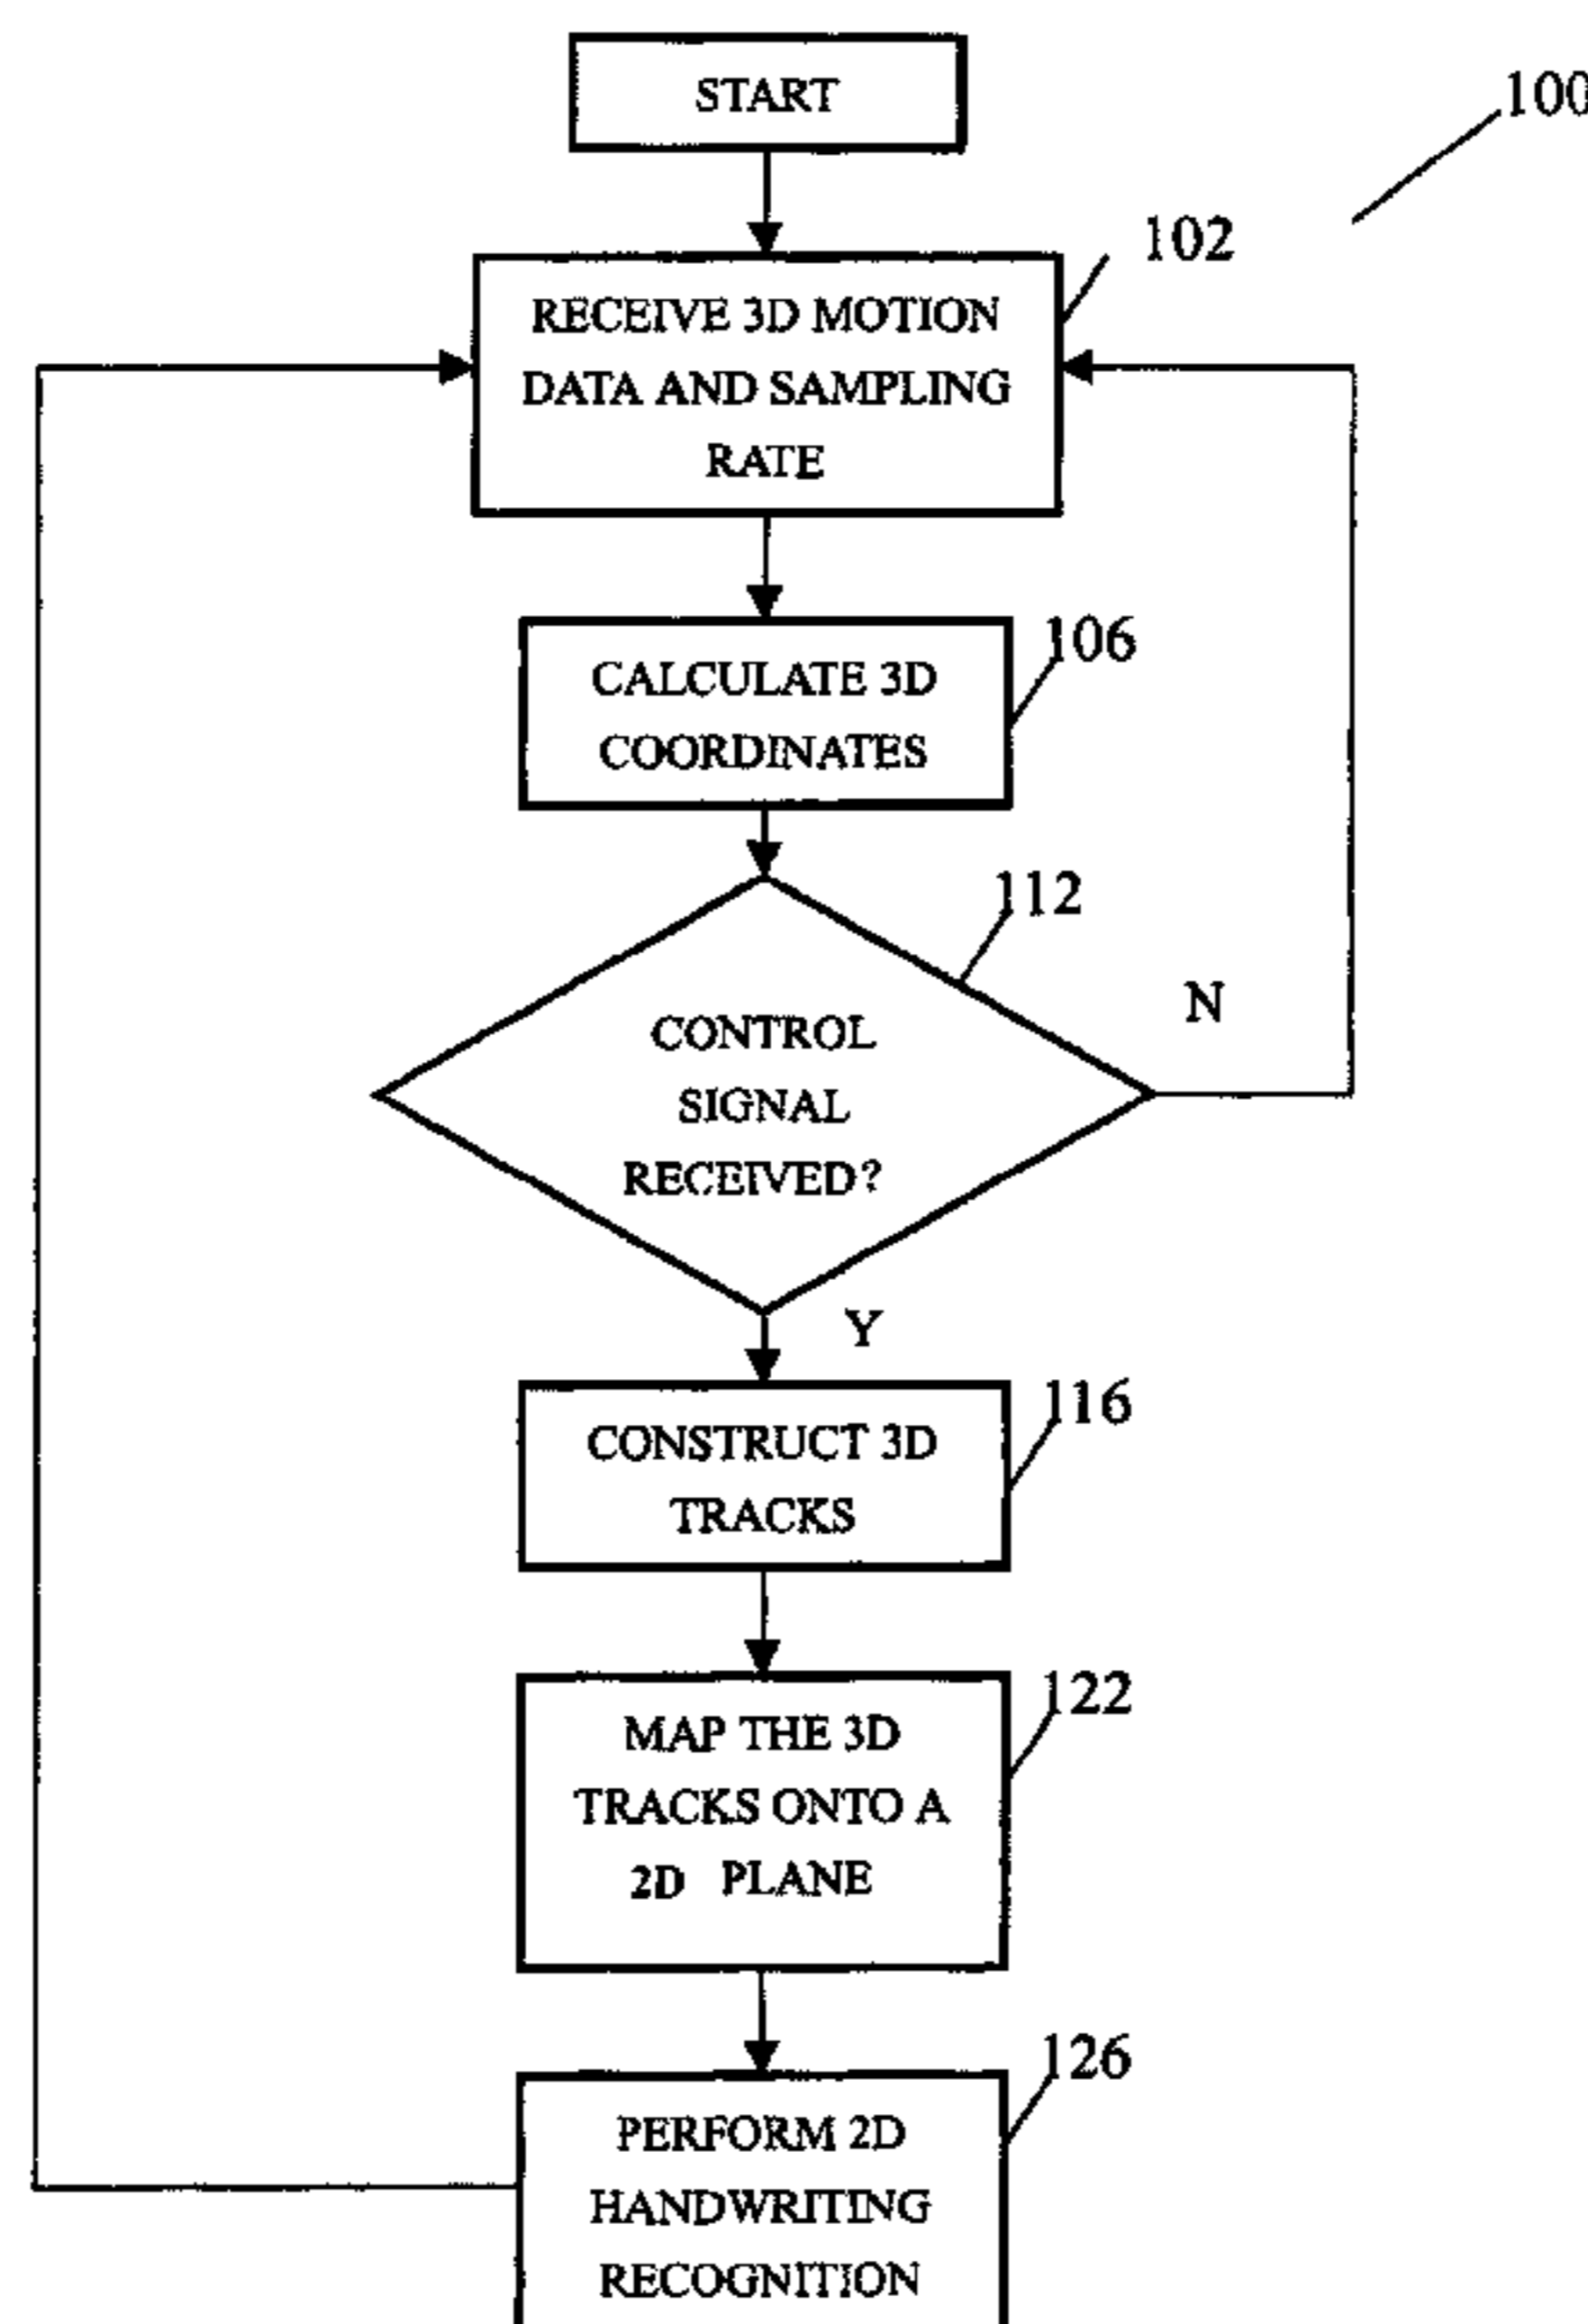 START
100
102
RECEIVE 3D MOTION
DATA AND SAMPLING
RATE
106
CALCULATE 3D
COORDINATES
112
N
CONTROL
SIGNAL
RECEIVED?
Y
116
CONSTRUCT 3D
TRACKS
122
MAP THE 3D
TRACKS ONTO A
2D PLANE
126
PERFORM 2D
HANDWRITING
RECOGNITION